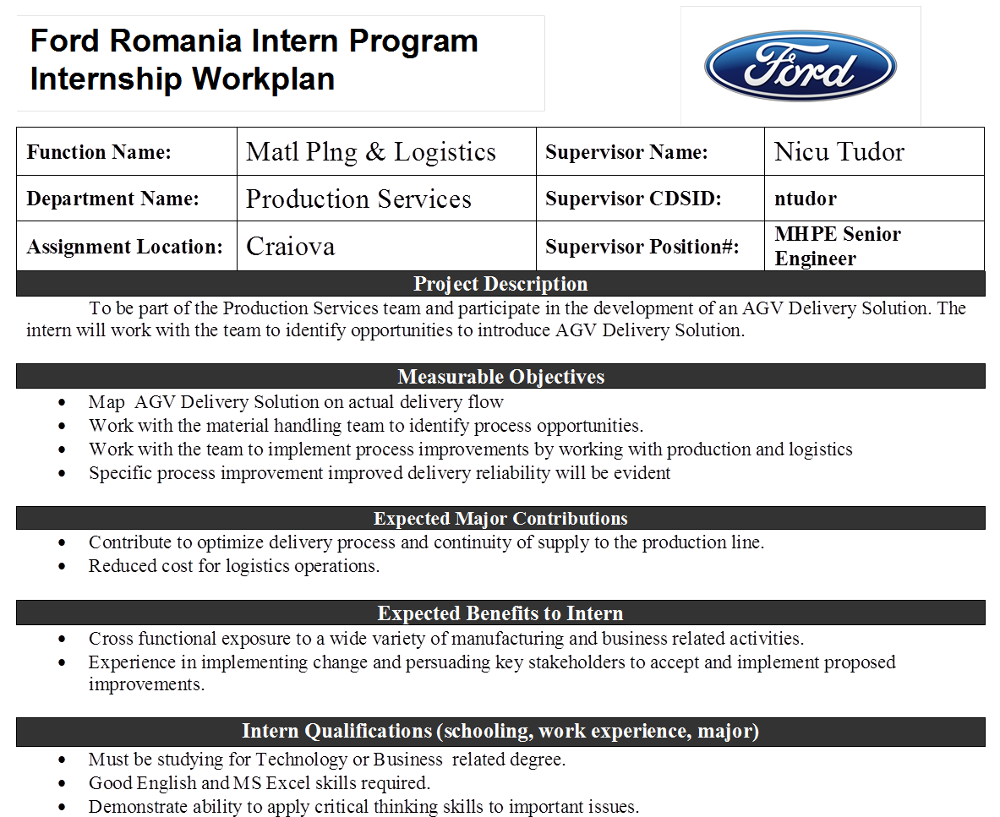 Ford Romania Intern Program
Internship Workplan
Ford
Function Name: Matl Plng & Logistics Supervisor Name: Nicu Tudor
Department Name: Production Services Supervisor CDSID: ntudor
Assignment Location: Craiova Supervisor Position#: MHPE Senior
Engineer
Project Description
To be part of the Production Services team and participate in the development of an AGV Delivery Solution. The
intern will work with the team to identify opportunities to introduce AGV Delivery Solution.
Measurable Objectives
• Map  AGV Delivery Solution on actual delivery flow
• Work with the material handling team to identify process opportunities.
• Work with the team to implement process improvements by working with production and logistics
• Specific process improvement improved delivery reliability will be evident
Expected Major Contributions
• Contribute to optimize delivery process and continuity of supply to the production line.
• Reduced cost for logistics operations.
Expected Benefits to Intern
• Cross functional exposure to a wide variety of manufacturing and business related activities.
• Experience in implementing change and persuading key stakeholders to accept and implement proposed
improvements.
Intern Qualifications (schooling, work experience, major)
• Must be studying for Technology or Business  related degree.
• Good English and MS Excel skills required.
• Demonstrate ability to apply critical thinking skills to important issues.